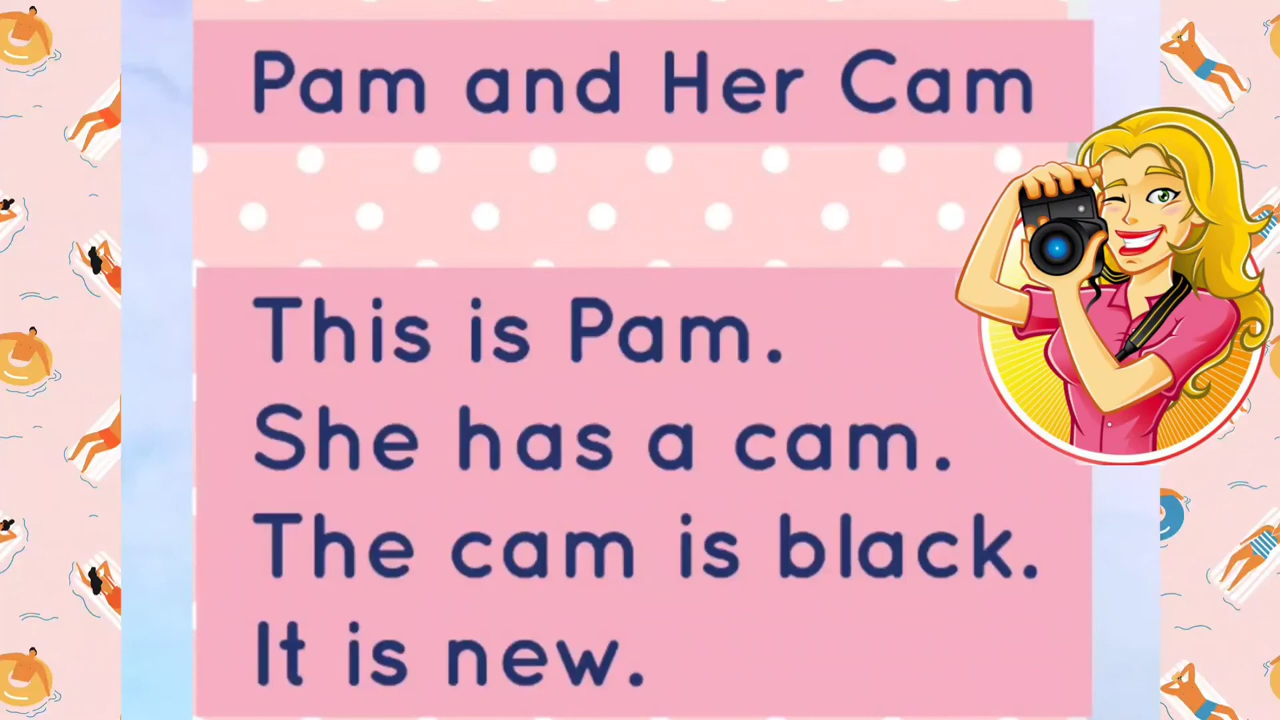 Pam and Her Cam
This is Pam.
She has a cam.
The cam is black.
It is new.